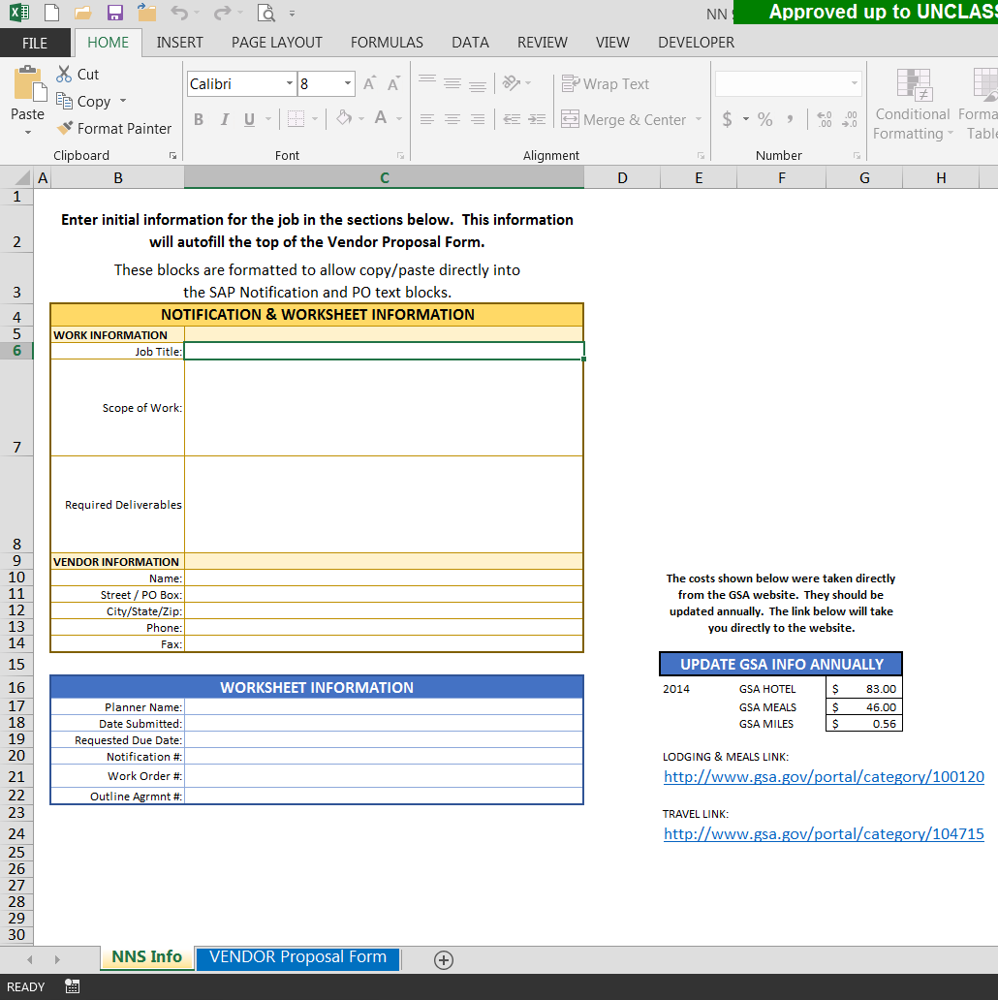 NN
Approved up to UNCLAS
FILE HOME INSERT PAGE LAYOUT FORMULAS DATA REVIEW VIEW DEVELOPER
Paste
Cut
Copy
Format Painter
Clipboard
Calibri 8
B I U A
Font
Wrap Text
Merge & Center
Alignment
$ % ,
Number
Conditional
Formatting
A B C D E F G H
1
2
3
4
5
6
7
8
9
10
11
12
13
14
15
16
17
18
19
20
21
22
23
24
25
26
27
28
29
30
Enter initial information for the job in the sections below. This information
will autofill the top of the Vendor Proposal Form.
These blocks are formatted to allow copy/paste directly into
the SAP Notification and PO text blocks.
NOTIFICATION & WORKSHEET INFORMATION
WORK INFORMATION
Job Title:
Scope of Work:
Required Deliverables
VENDOR INFORMATION
Name:
Street / PO Box:
City/State/Zip:
Phone:
Fax:
WORKSHEET INFORMATION
Planner Name:
Date Submitted:
Requested Due Date:
Notification #:
Work Order #:
Outline Agrmnt #:
The costs shown below were taken directly
from the GSA website. They should be
updated annually. The link below will take
you directly to the website.
UPDATE GSA INFO ANNUALLY
2014 GSA HOTEL $ 83.00
GSA MEALS $ 46.00
GSA MILES $ 0.56
LODGING & MEALS LINK:
http://www.gsa.gov/portal/category/100120
TRAVEL LINK:
http://www.gsa.gov/portal/category/104715
NNS Info VENDOR Proposal Form
READY